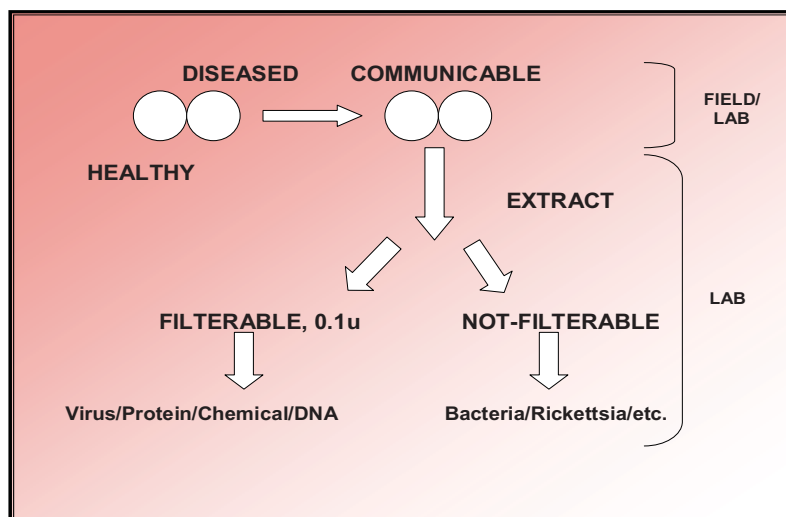 DISEASED
COMMUNICABLE
FIELD/
LAB
HEALTHY
EXTRACT
LAB
FILTERABLE, 0.1u
NOT-FILTERABLE
Virus/Protein/Chemical/DNA
Bacteria/Rickettsia/etc.